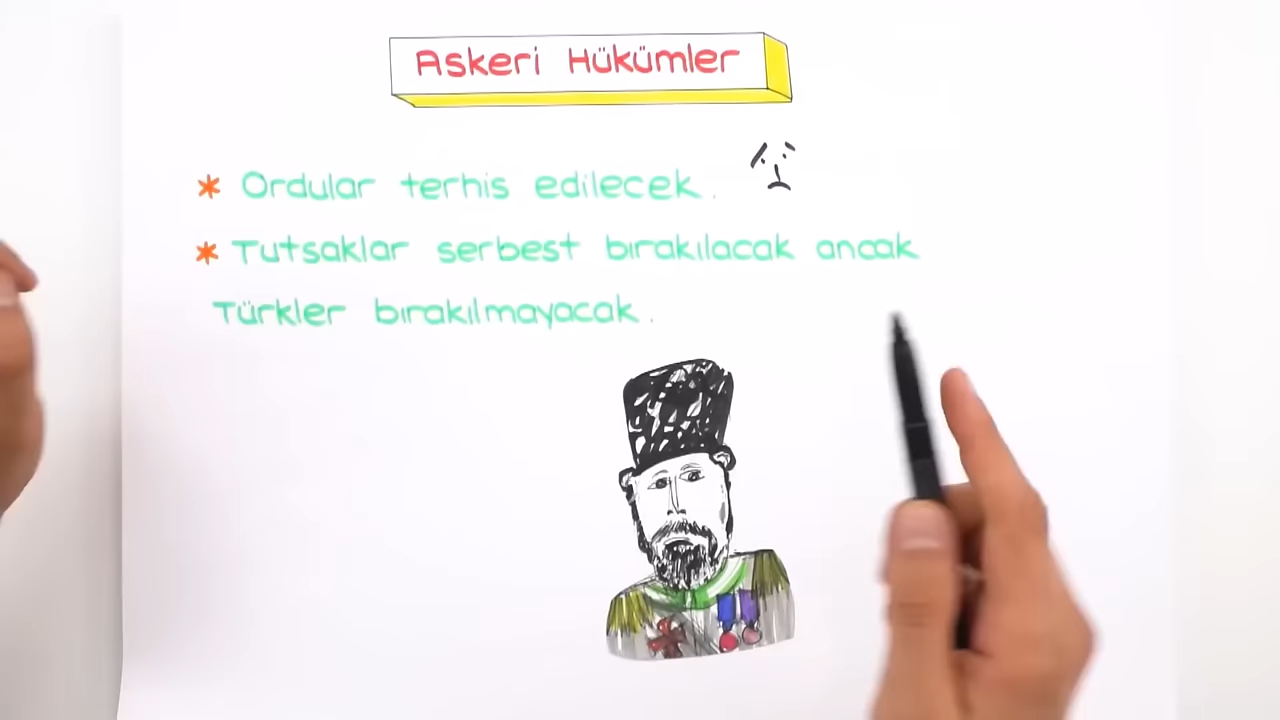 Askeri Hükümler
* Ordular terhis edilecek.
* Tutsaklar serbest bırakılacak ancak
Türkler bırakılmayacak.